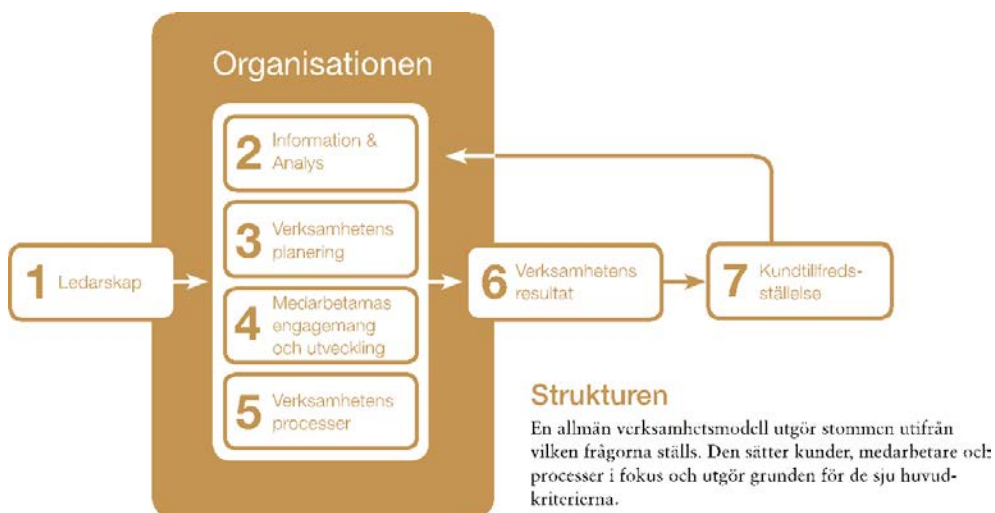 Organisationen
2 Information &
Analys
3 Verksamhetens
planering
1 Ledarskap
4 Medarbetarnas
engagemang
och utveckling
5 Verksamhetens
processer
6 Verksamhetens
resultat
7 Kundtillfreds-
ställelse
Strukturen
En allmän verksamhetsmodell utgör stommen utifrån
vilken frågorna ställs. Den sätter kunder, medarbetare och
processer i fokus och utgör grunden för de sju huvud-
kriterierna.